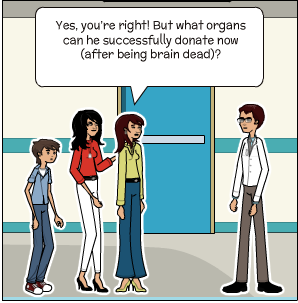 Yes, you're right! But what organs
can he successfully donate now
(after being brain dead)?